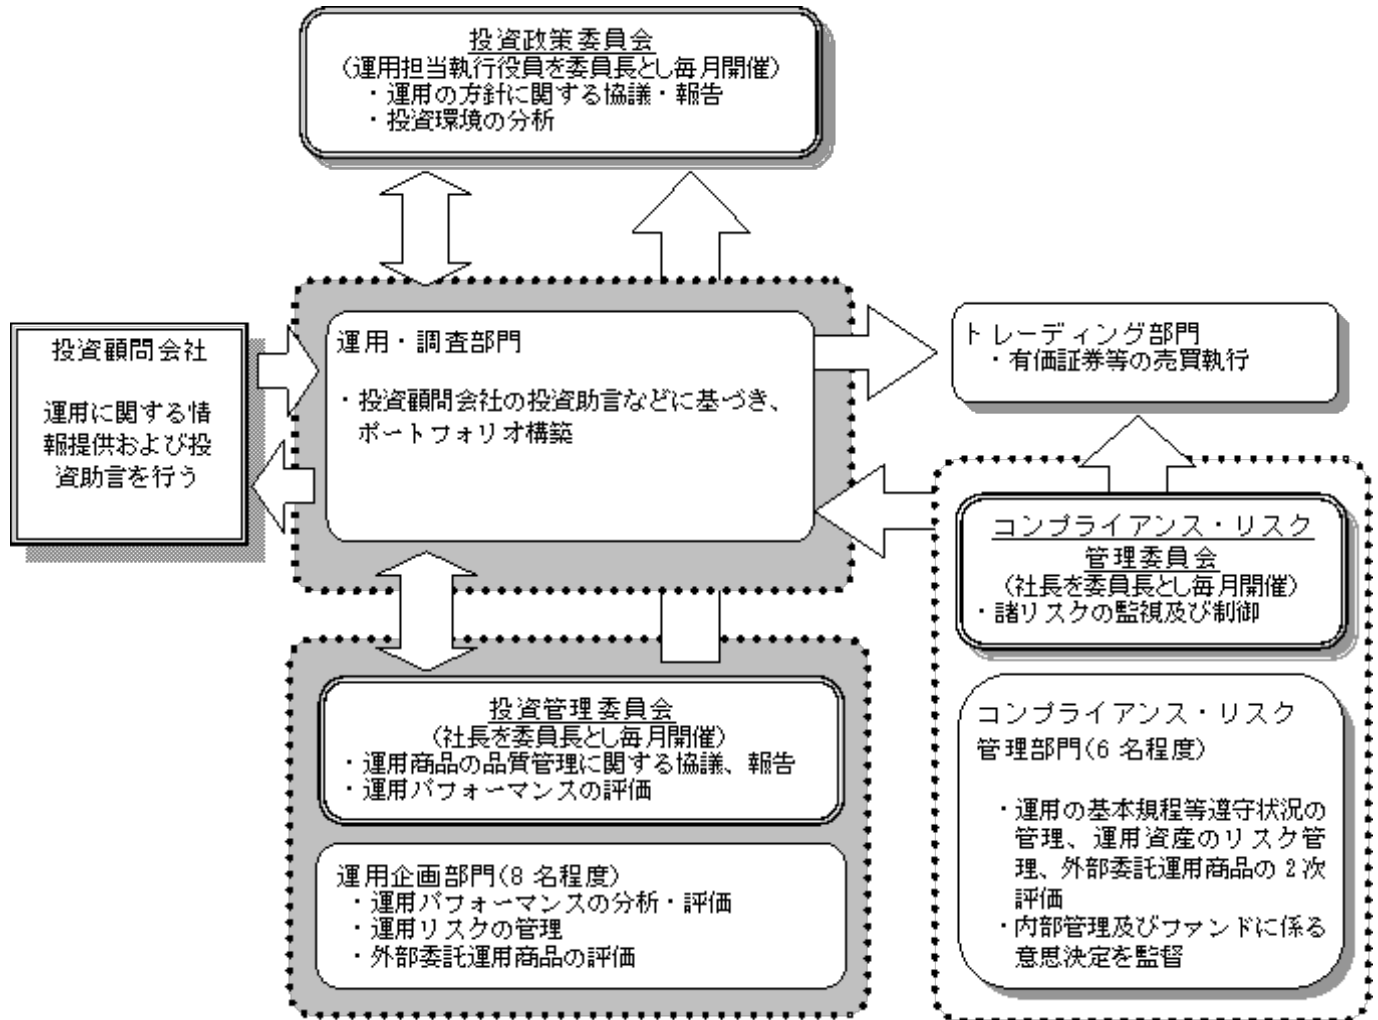 投資政策委員会
(運用担当執行役員を委員長とし毎月開催)
・運用の方針に関する協議・報告
・投資環境の分析
投資顧問会社
運用に関する情
報提供および投
資助言を行う
運用・調査部門
・投資顧問会社の投資助言などに基づき、
ポートフォリオ構築
トレーディング部門
・有価証券等の売買執行
コンプライアンス・リスク
管理委員会
(社長を委員長とし毎月開催)
・諸リスクの監視及び制御
コンプライアンス・リスク
管理部門(6名程度)
・運用の基本規程等遵守状況の
管理、運用資産のリスク管
理、外部委託運用商品の2次
評価
・内部管理及びファンドに係る
意思決定を監督
投資管理委員会
(社長を委員長とし毎月開催)
・運用商品の品質管理に関する協議、報告
・運用パフォーマンスの評価
運用企画部門(8名程度)
・運用パフォーマンスの分析・評価
・運用リスクの管理
・外部委託運用商品の評価